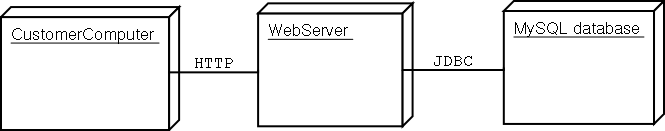 CustomerComputer
HTTP
WebServer
JDBC
MySQL database